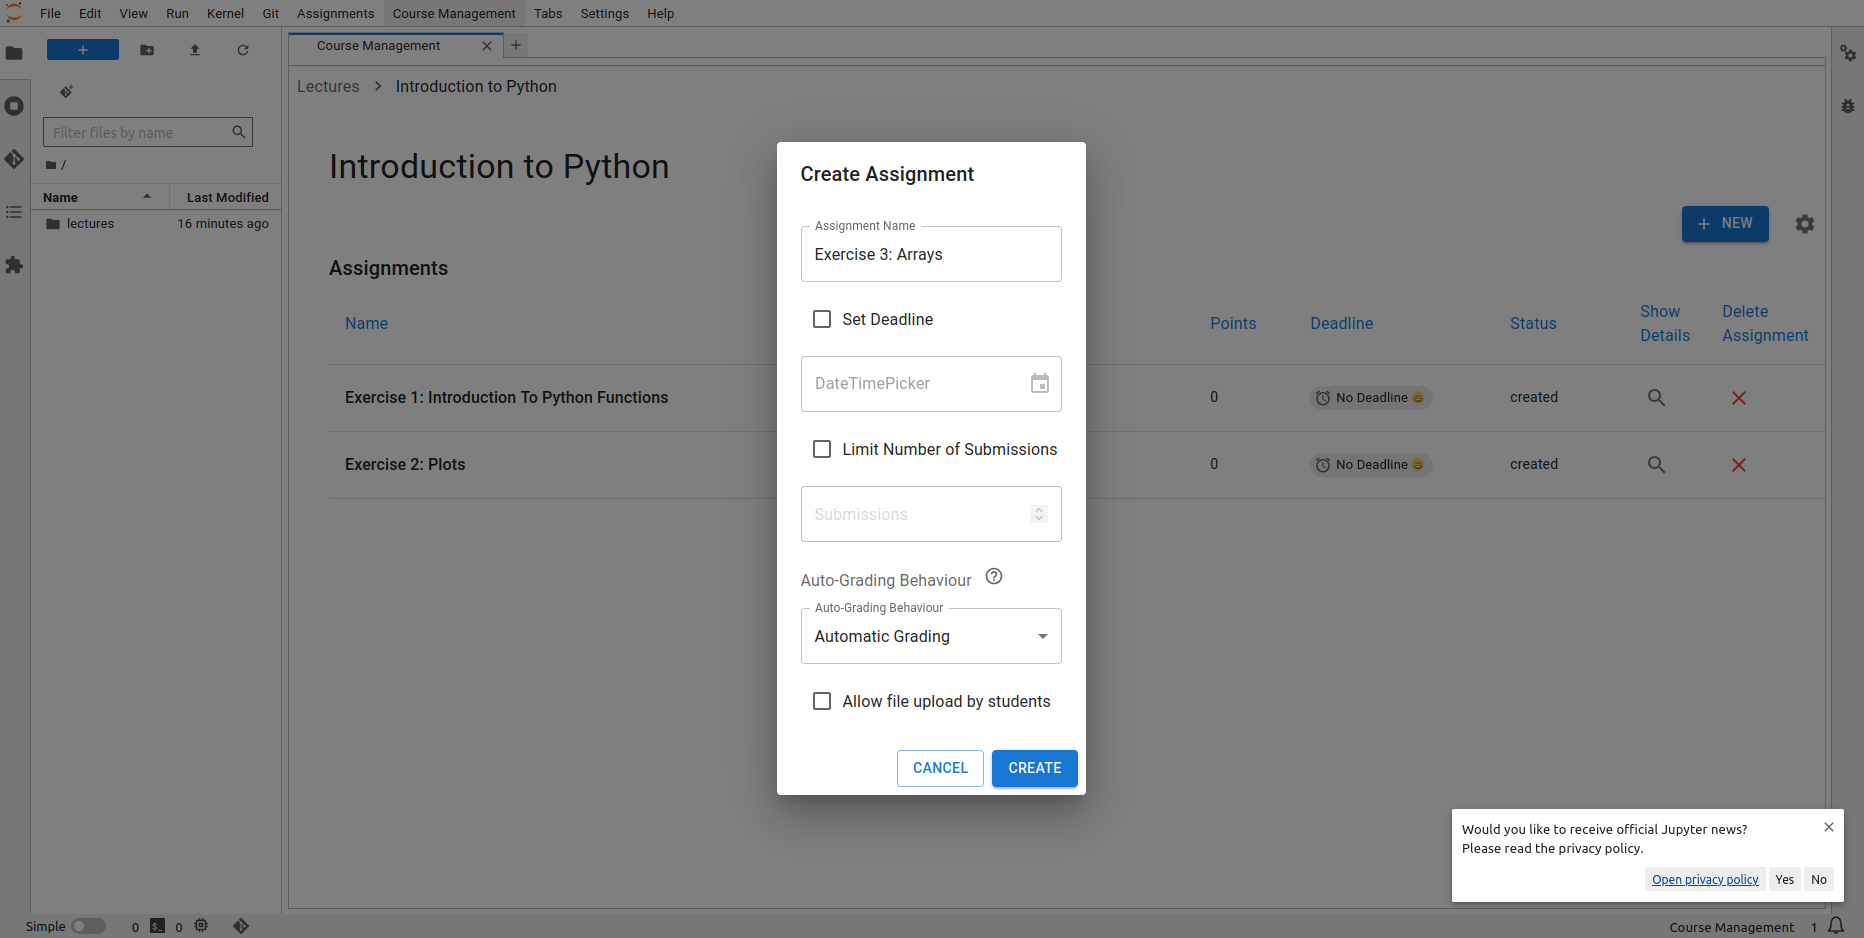 File Edit View Run Kernel Git Assignments Course Management Tabs Settings Help
Course Management
Filter files by name
/
Name Last Modified
lectures 16 minutes ago
Lectures > Introduction to Python
Introduction to Python
NEW
Assignments
Name Points Deadline Status Show Details Delete Assignment
Exercise 1: Introduction To Python Functions 0 No Deadline created
Exercise 2: Plots 0 No Deadline created
Create Assignment
Assignment Name
Exercise 3: Arrays
Set Deadline
DateTimePicker
Limit Number of Submissions
Submissions
Auto-Grading Behaviour
Auto-Grading Behaviour
Automatic Grading
Allow file upload by students
CANCEL CREATE
Would you like to receive official Jupyter news?
Please read the privacy policy.
Open privacy policy Yes No
Simple 0 $_ 0 Course Management 1